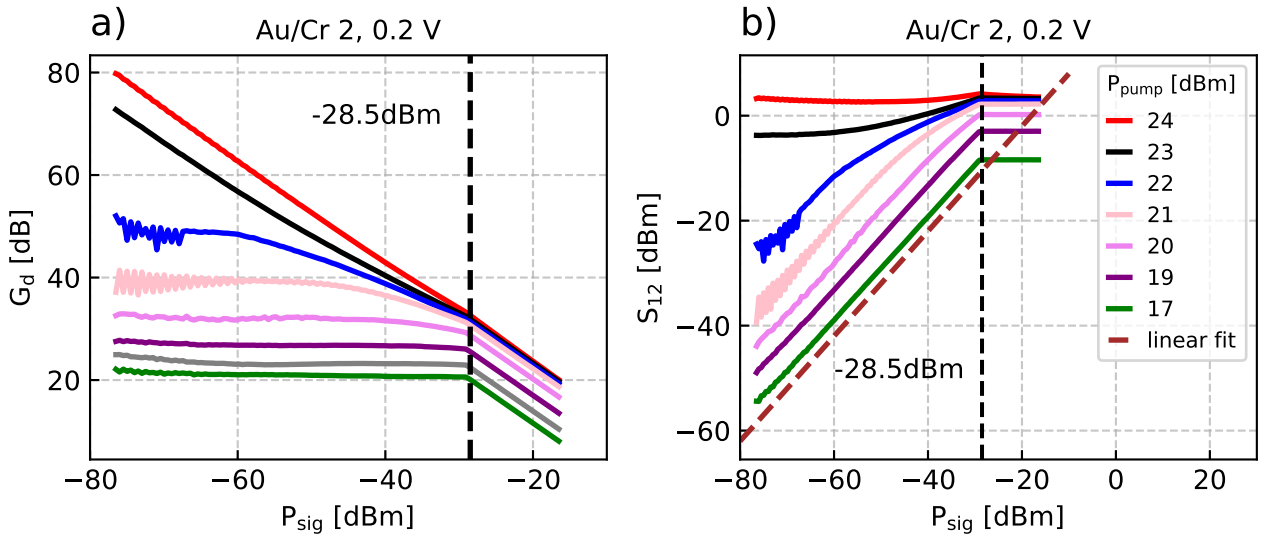 a)
Au/Cr 2, 0.2 V
80
60
40
20
G_d [dB]
-28.5dBm
−80
−60
−40
−20
P_sig [dBm]
b)
Au/Cr 2, 0.2 V
0
−20
−40
−60
S_12 [dBm]
-28.5dBm
−80
−60
−40
−20
0
20
P_sig [dBm]
P_pump [dBm]
24
23
22
21
20
19
17
linear fit